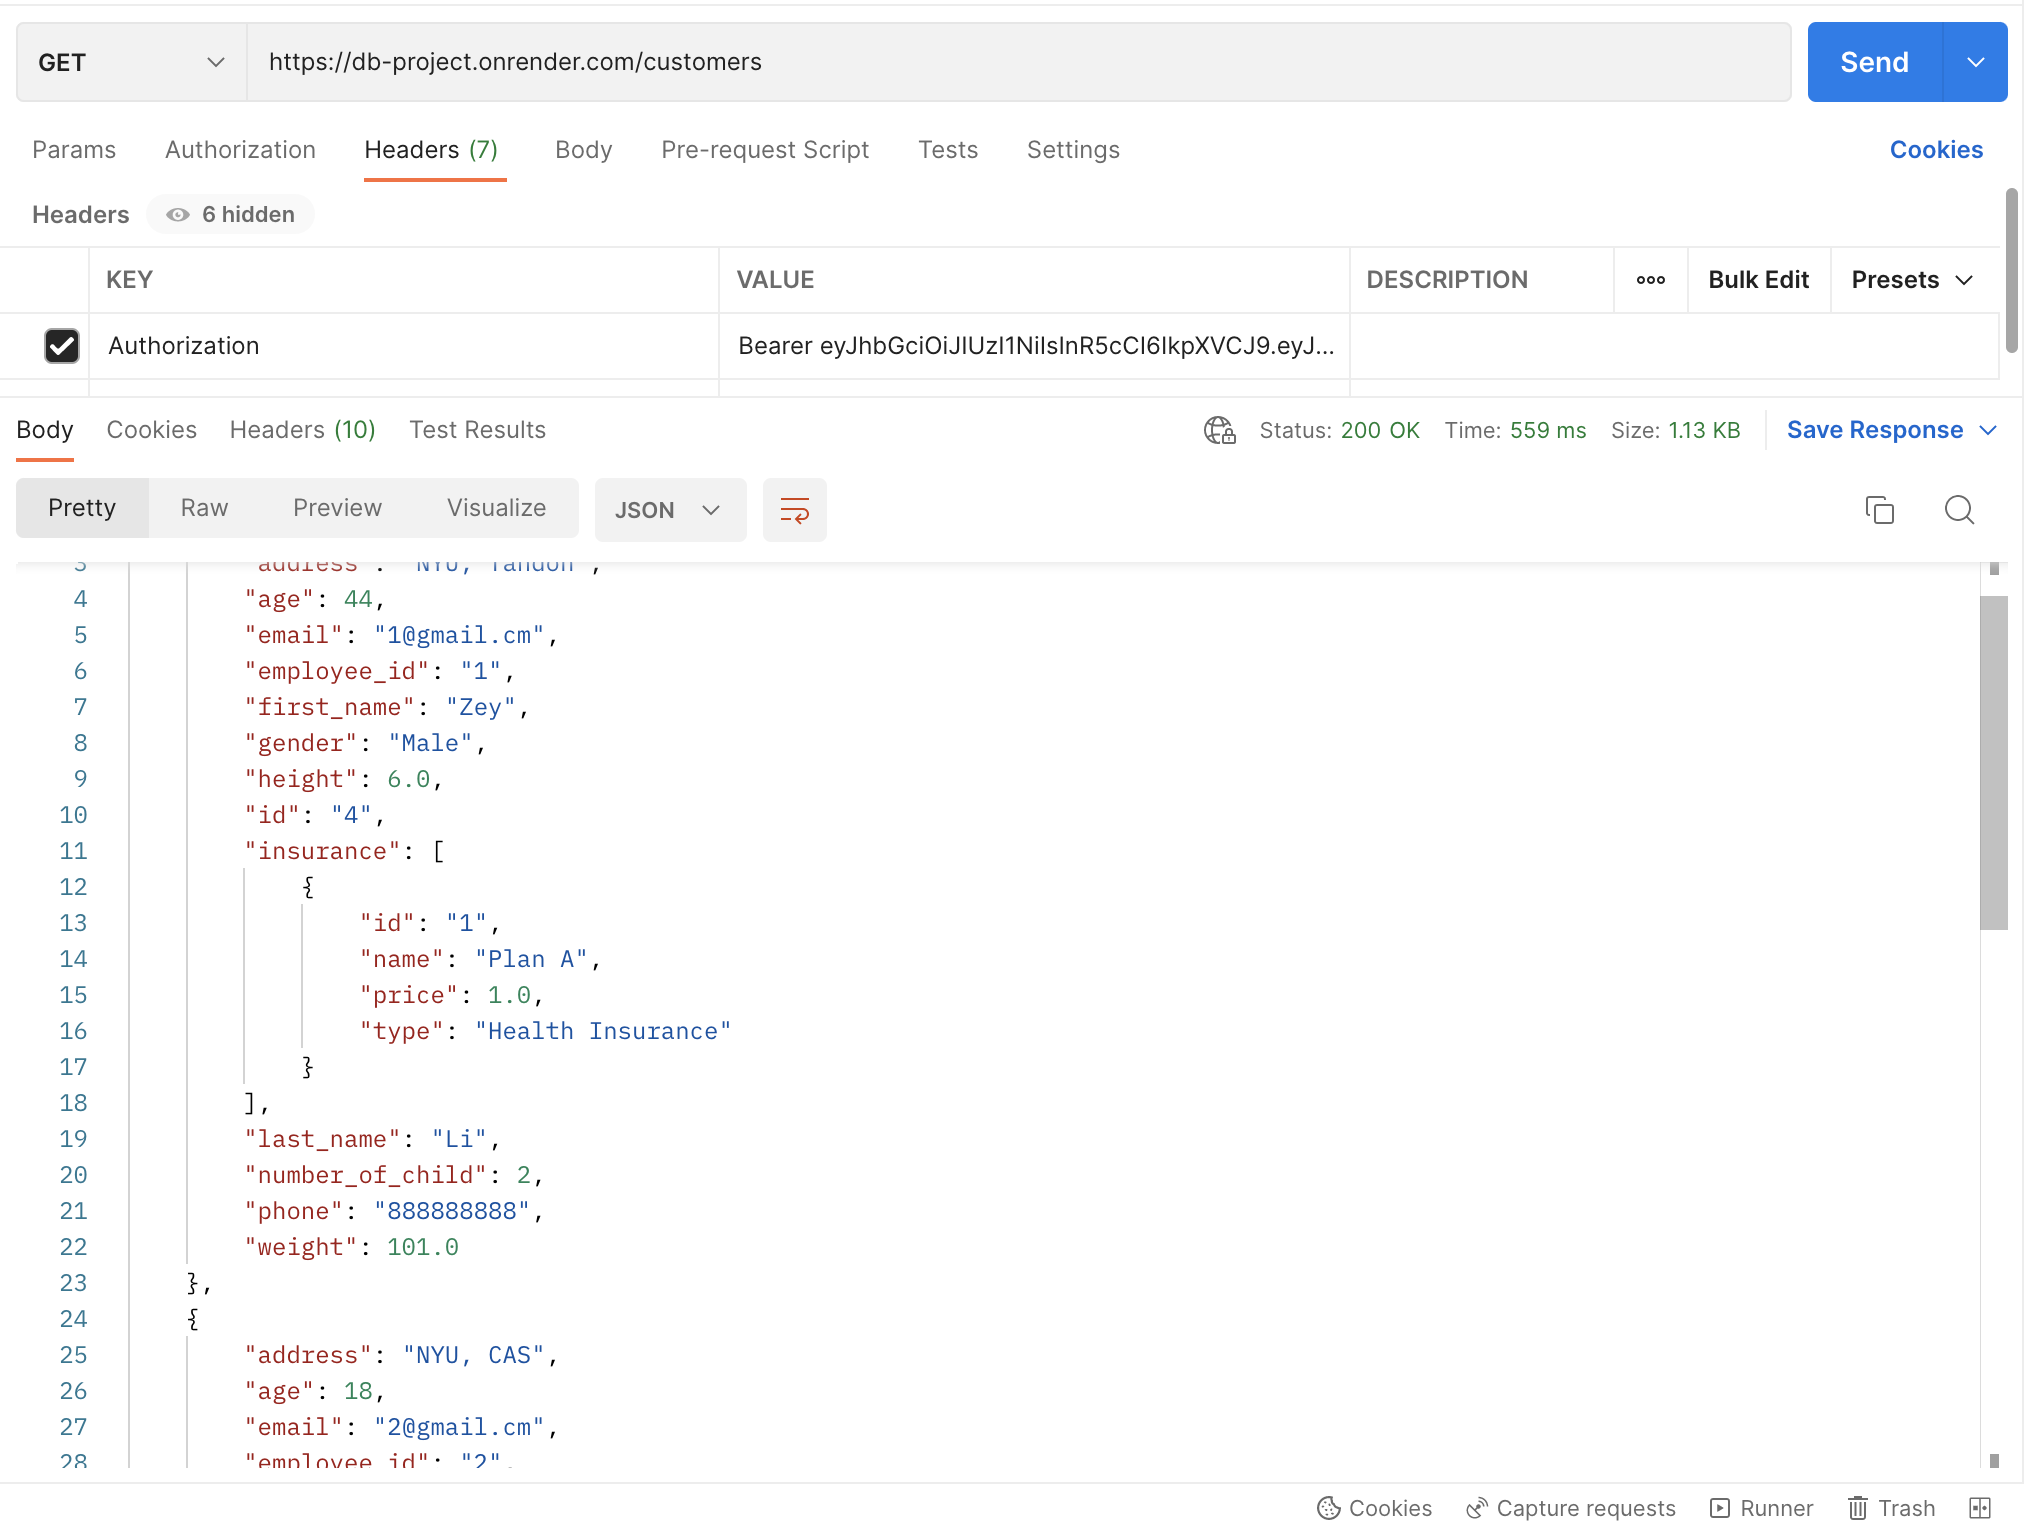 GET https://db-project.onrender.com/customers Send
Params Authorization Headers (7) Body Pre-request Script Tests Settings Cookies
Headers 6 hidden
KEY VALUE DESCRIPTION ooo Bulk Edit Presets
Authorization Bearer eyJhbGciOiJIUzI1NiIsInR5cCI6IkpXVCJ9.eyJ...
Body Cookies Headers (10) Test Results Status: 200 OK Time: 559 ms Size: 1.13 KB Save Response
Pretty Raw Preview Visualize JSON
3 "address": "NYU, Tandon",
4 "age": 44,
5 "email": "1@gmail.cm",
6 "employee_id": "1",
7 "first_name": "Zey",
8 "gender": "Male",
9 "height": 6.0,
10 "id": "4",
11 "insurance": [
12 {
13 "id": "1",
14 "name": "Plan A",
15 "price": 1.0,
16 "type": "Health Insurance"
17 }
18 ],
19 "last_name": "Li",
20 "number_of_child": 2,
21 "phone": "888888888",
22 "weight": 101.0
23 },
24 {
25 "address": "NYU, CAS",
26 "age": 18,
27 "email": "2@gmail.cm",
28 "employee_id": "2",
Cookies Capture requests Runner Trash